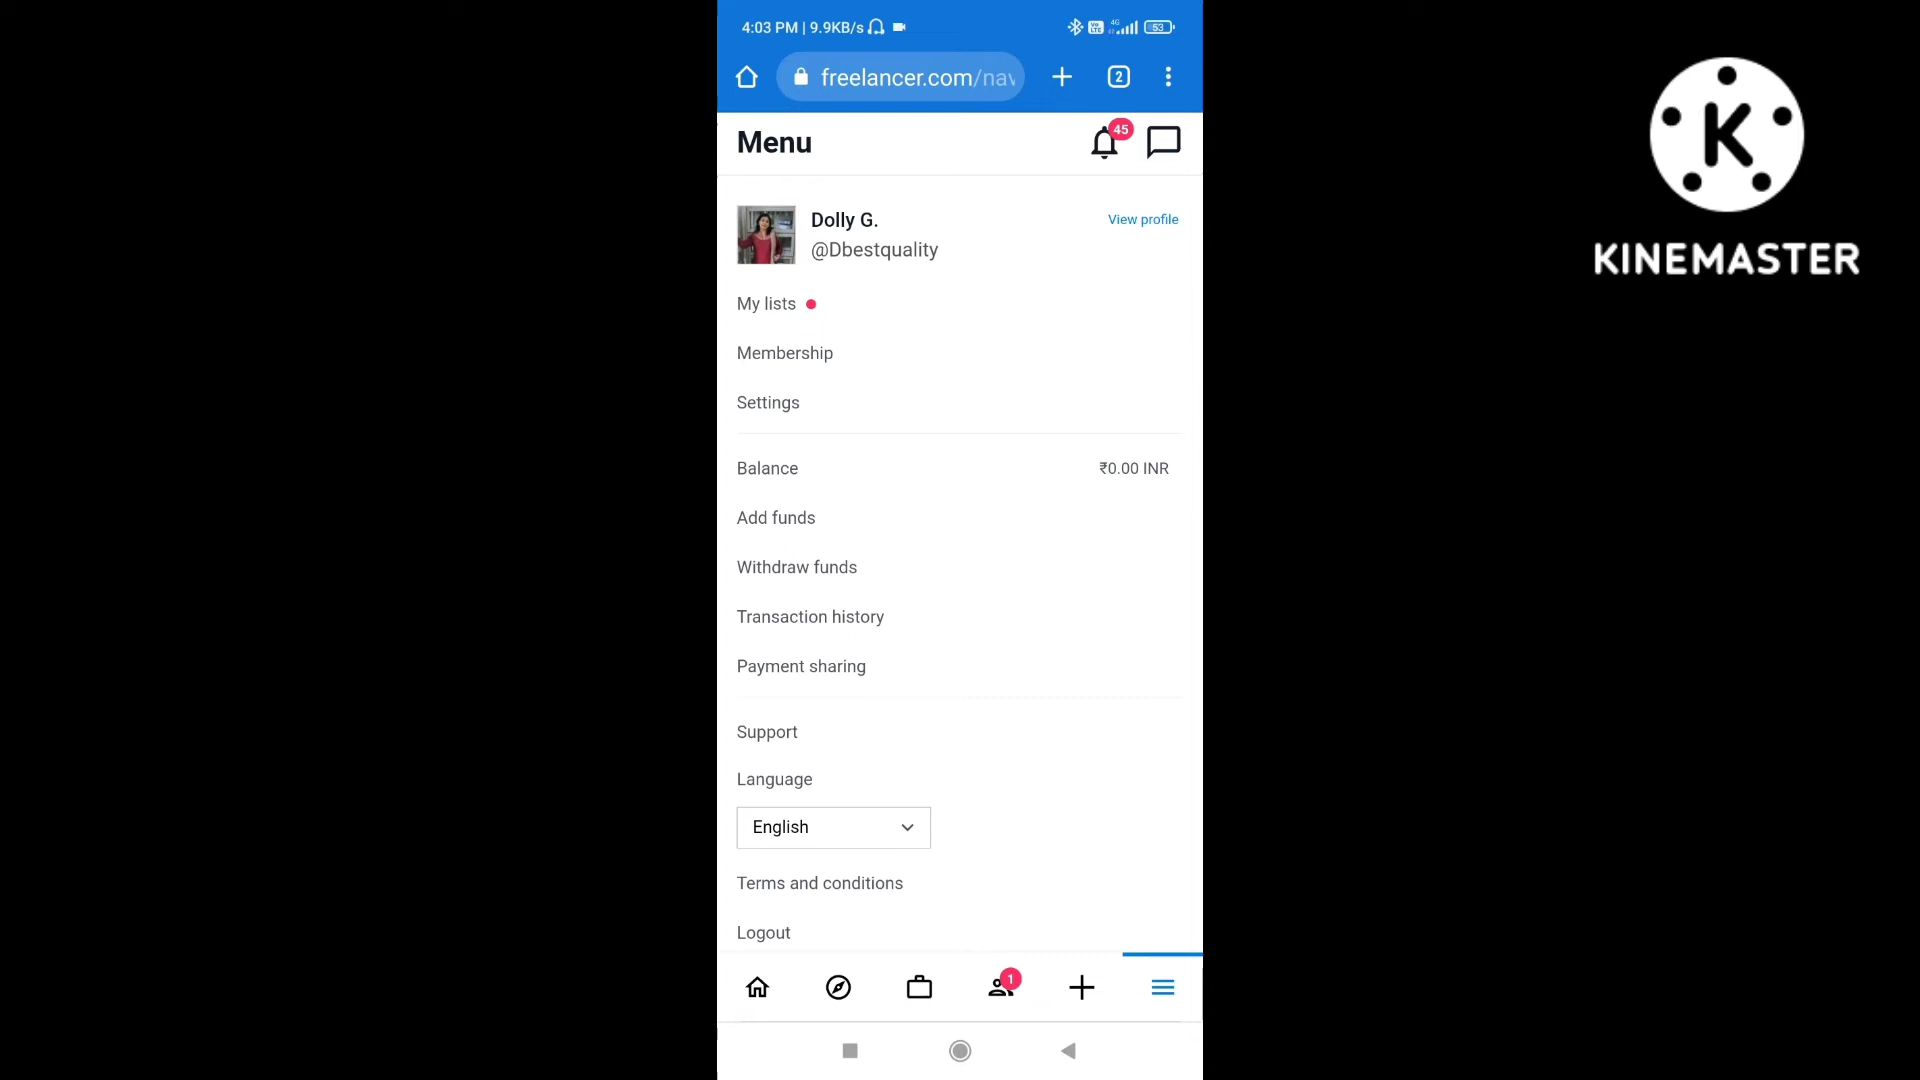 4:03 PM | 9.9KB/s 4G 53
freelancer.com/nav 2
Menu 45
Dolly G. View profile
@Dbestquality
My lists
Membership
Settings
Balance ₹0.00 INR
Add funds
Withdraw funds
Transaction history
Payment sharing
Support
Language
English
Terms and conditions
Logout
1
K
KINEMASTER